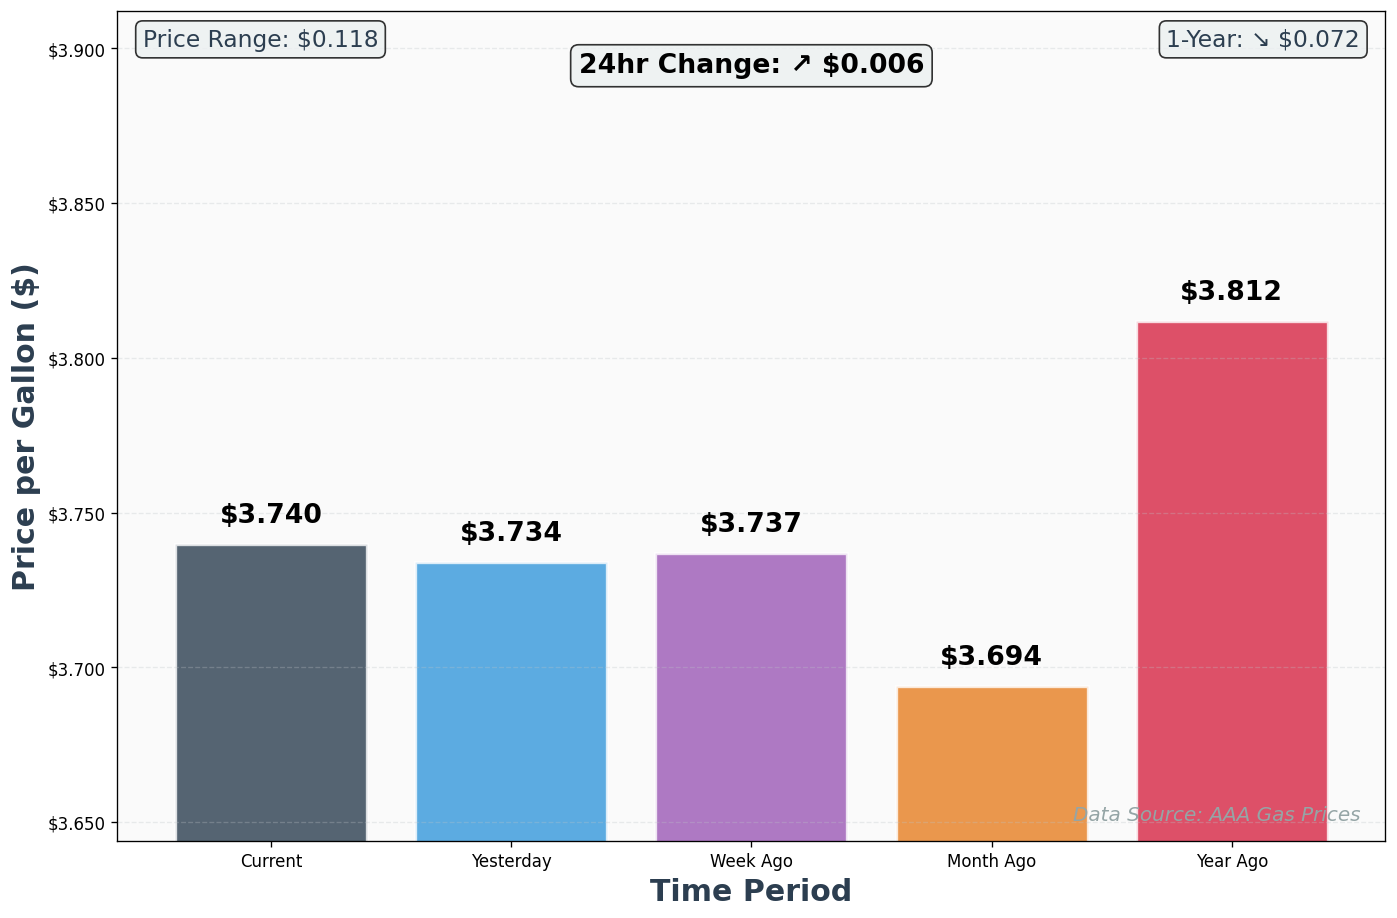 Price Range: $0.118
24hr Change: ↗ $0.006
1-Year: ↘ $0.072
Price per Gallon ($)
$3.900
$3.850
$3.800
$3.750
$3.700
$3.650
$3.740
$3.734
$3.737
$3.694
$3.812
Data Source: AAA Gas Prices
Current
Yesterday
Week Ago
Month Ago
Year Ago
Time Period